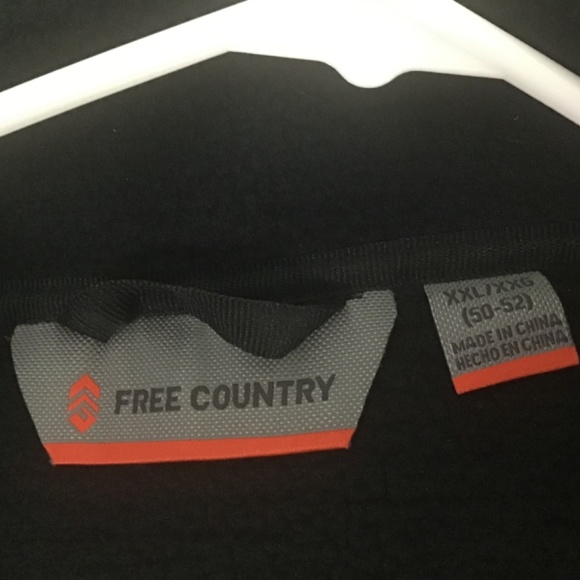 FREE COUNTRY
XXL/XXG
(50-52)
MADE IN CHINA
HECHO EN CHINA